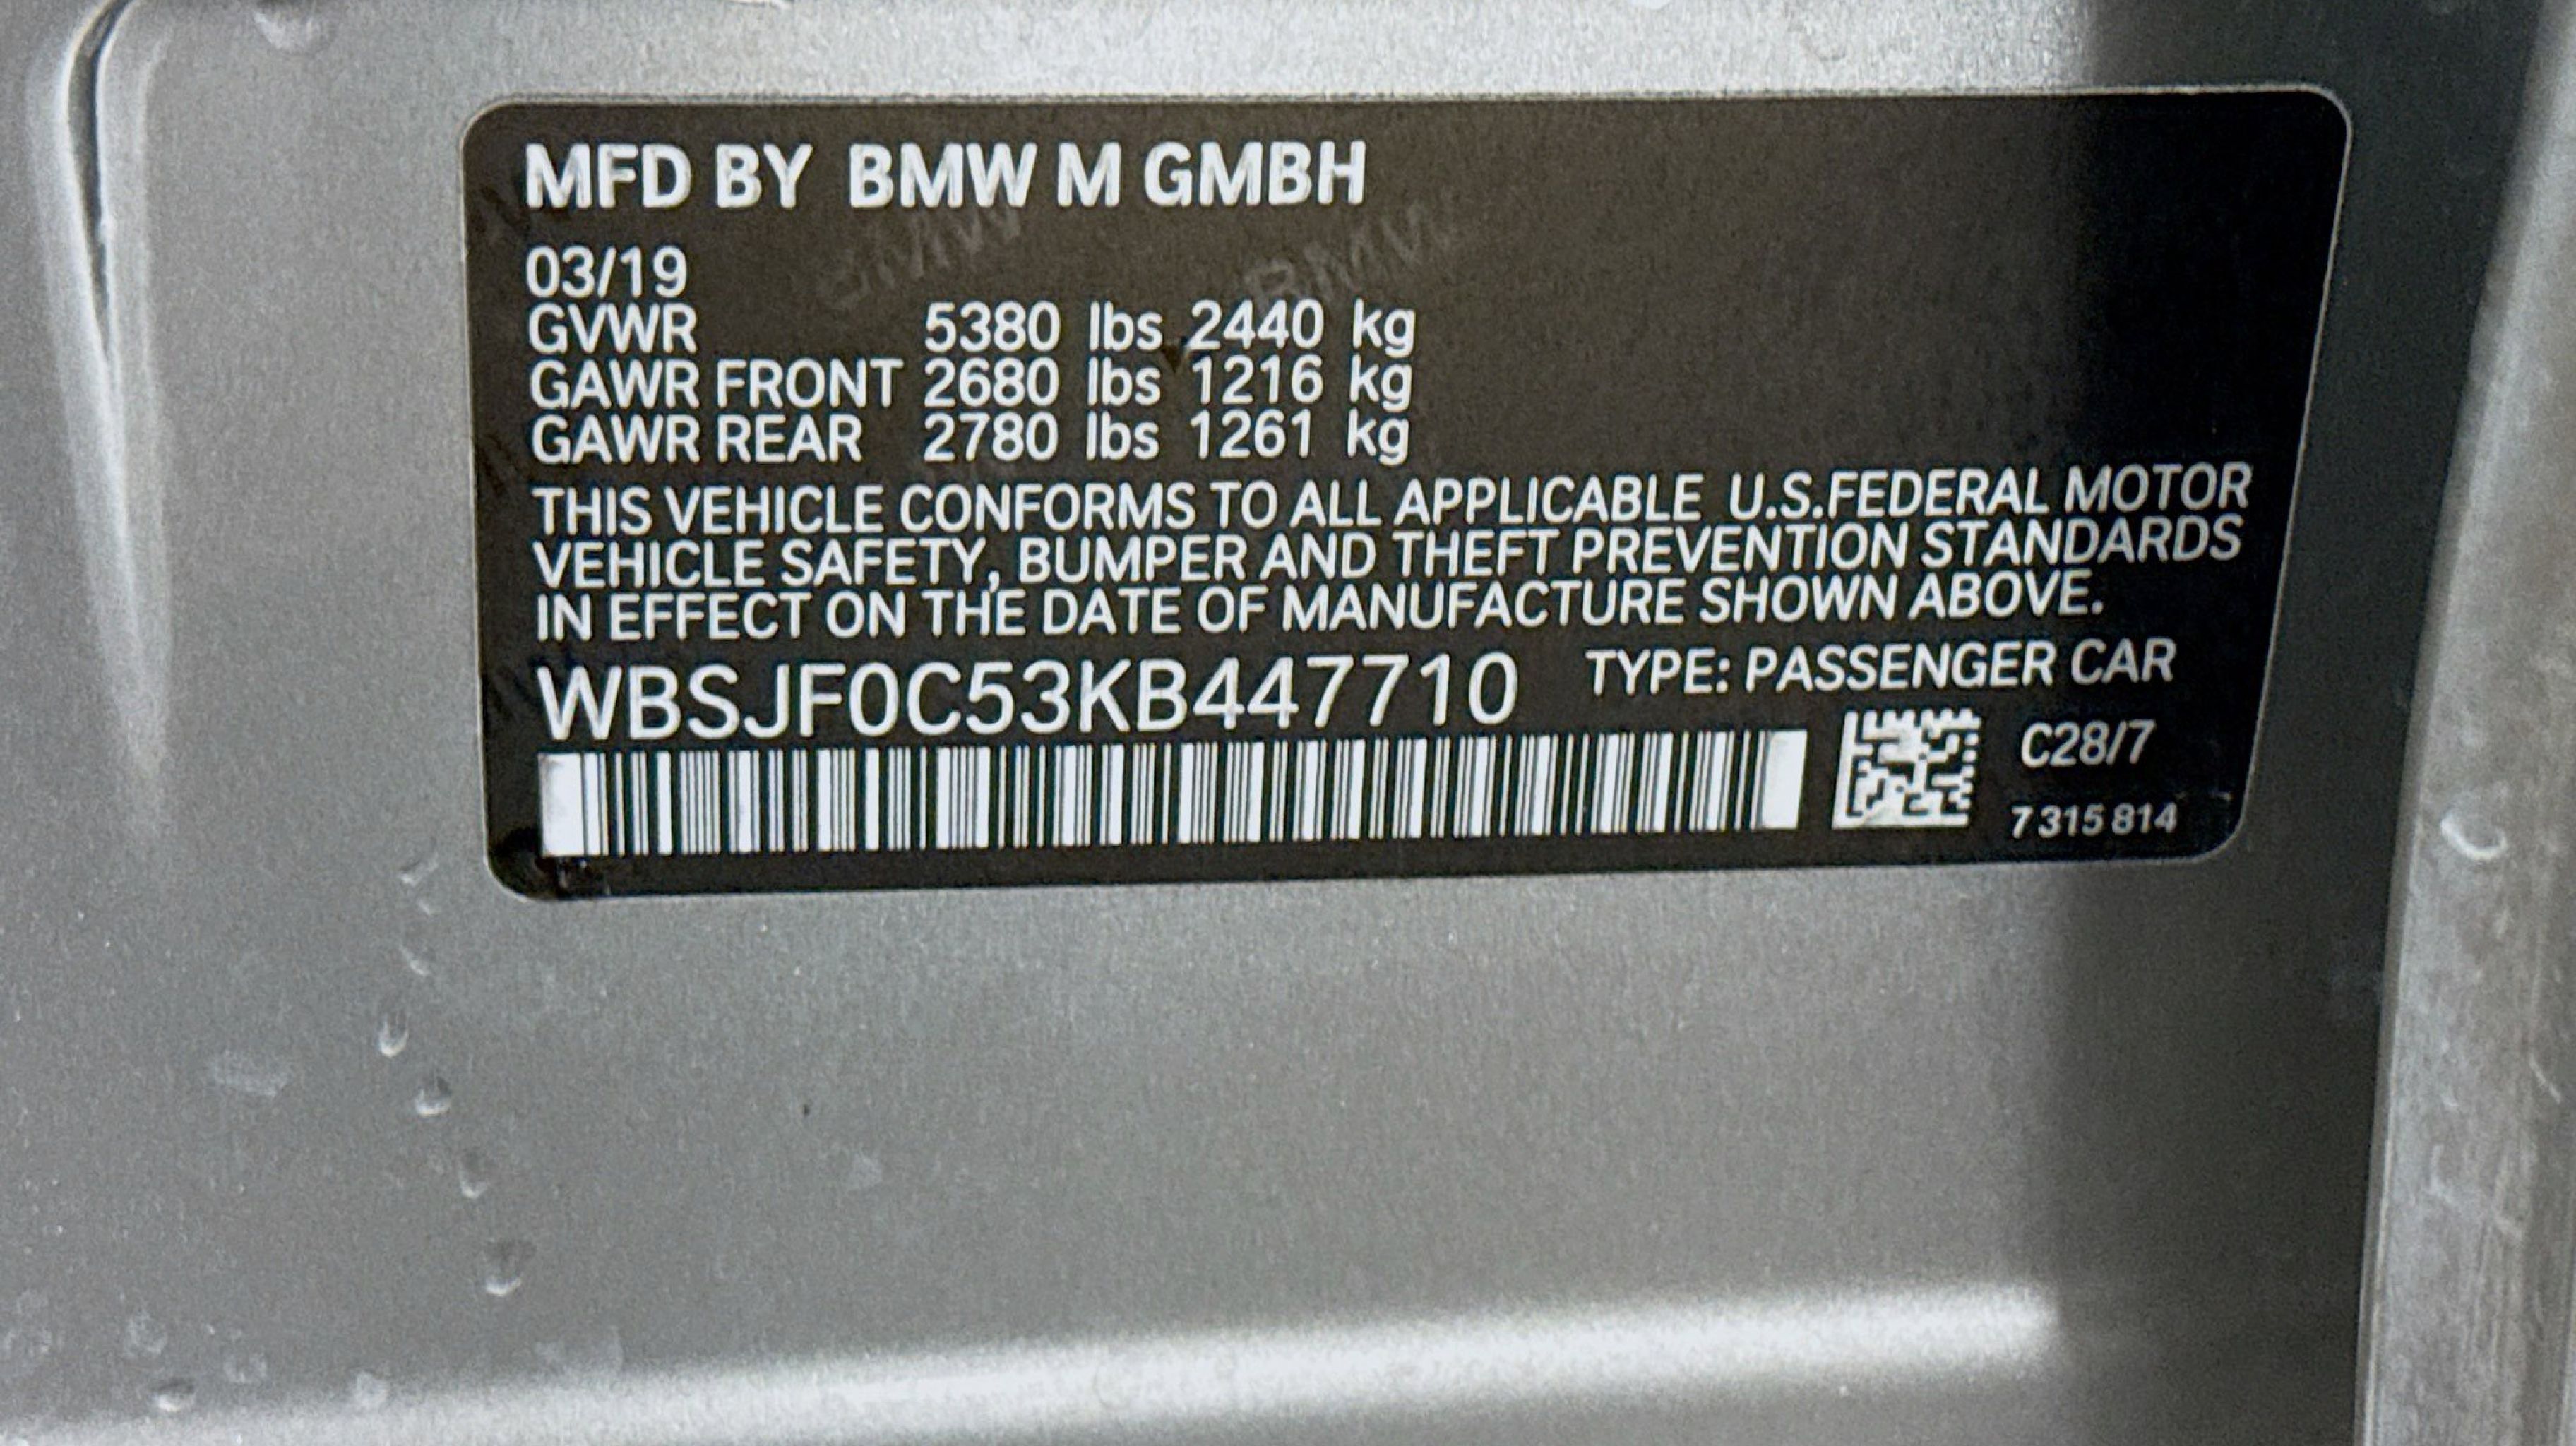 MFD BY BMW M GMBH
03/19
GVWR 5380 lbs 2440 kg
GAWR FRONT 2680 lbs 1216 kg
GAWR REAR 2780 lbs 1261 kg
THIS VEHICLE CONFORMS TO ALL APPLICABLE U.S.FEDERAL MOTOR
VEHICLE SAFETY, BUMPER AND THEFT PREVENTION STANDARDS
IN EFFECT ON THE DATE OF MANUFACTURE SHOWN ABOVE.
WBSJF0C53KB447710 TYPE: PASSENGER CAR
C28/7
7 315 814